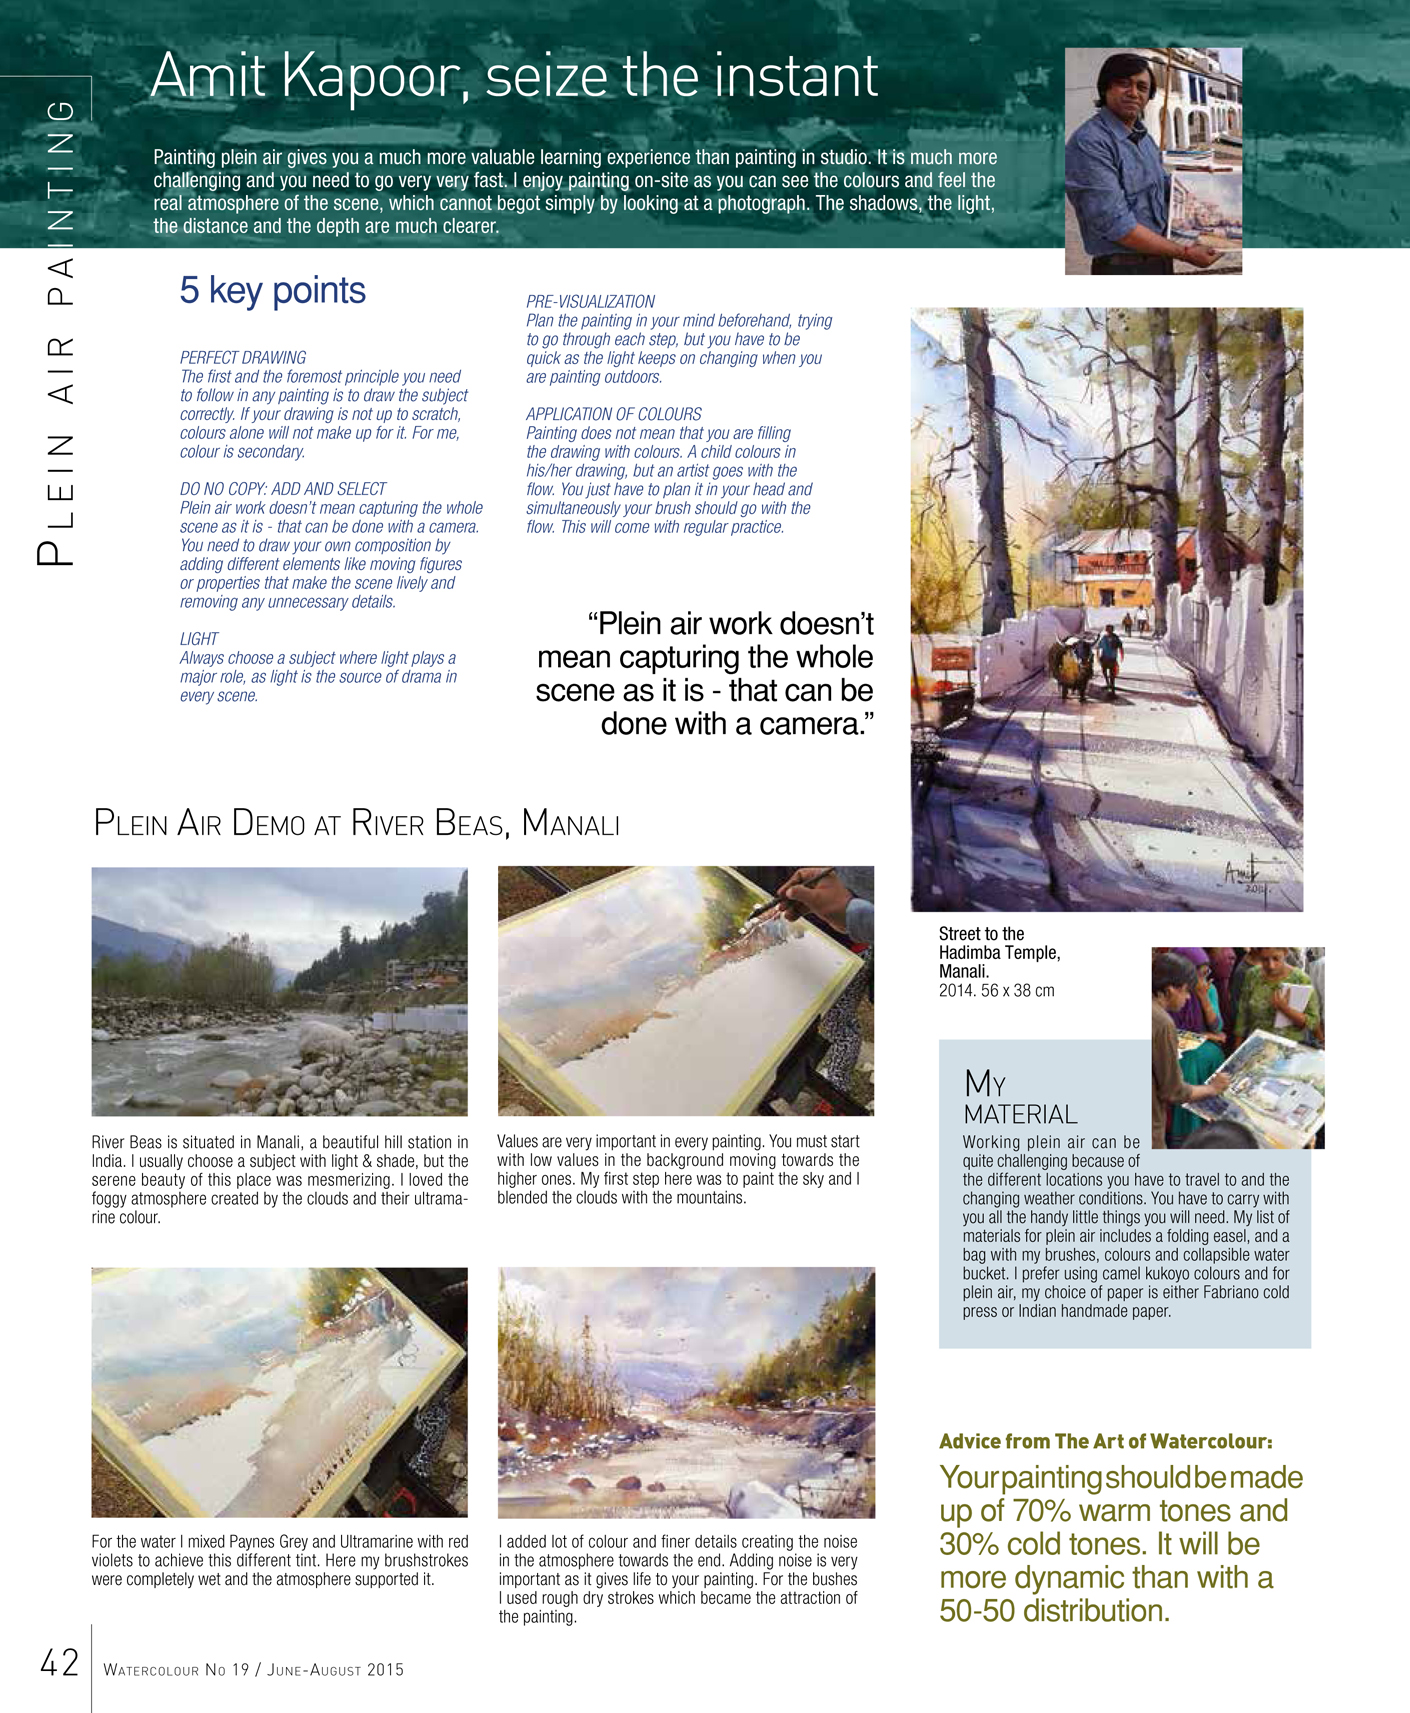 Amit Kapoor, seize the instant
Painting plein air gives you a much more valuable learning experience than painting in studio. It is much more
challenging and you need to go very very fast. I enjoy painting on-site as you can see the colours and feel the
real atmosphere of the scene, which cannot begot simply by looking at a photograph. The shadows, the light,
the distance and the depth are much clearer.
PLEIN AIR PAINTING
5 key points
PERFECT DRAWING
The first and the foremost principle you need
to follow in any painting is to draw the subject
correctly. If your drawing is not up to scratch,
colours alone will not make up for it. For me,
colour is secondary.
DO NO COPY: ADD AND SELECT
Plein air work doesn't mean capturing the whole
scene as it is - that can be done with a camera.
You need to draw your own composition by
adding different elements like moving figures
or properties that make the scene lively and
removing any unnecessary details.
LIGHT
Always choose a subject where light plays a
major role, as light is the source of drama in
every scene.
PRE-VISUALIZATION
Plan the painting in your mind beforehand, trying
to go through each step, but you have to be
quick as the light keeps on changing when you
are painting outdoors.
APPLICATION OF COLOURS
Painting does not mean that you are filling
the drawing with colours. A child colours in
his/her drawing, but an artist goes with the
flow. You just have to plan it in your head and
simultaneously your brush should go with the
flow. This will come with regular practice.
“Plein air work doesn't
mean capturing the whole
scene as it is - that can be
done with a camera.”
Amit
2014.
Street to the
Hadimba Temple,
Manali.
2014. 56 x 38 cm
PLEIN AIR DEMO AT RIVER BEAS, MANALI
River Beas is situated in Manali, a beautiful hill station in
India. I usually choose a subject with light & shade, but the
serene beauty of this place was mesmerizing. I loved the
foggy atmosphere created by the clouds and their ultrama-
rine colour.
Values are very important in every painting. You must start
with low values in the background moving towards the
higher ones. My first step here was to paint the sky and I
blended the clouds with the mountains.
For the water I mixed Paynes Grey and Ultramarine with red
violets to achieve this different tint. Here my brushstrokes
were completely wet and the atmosphere supported it.
I added lot of colour and finer details creating the noise
in the atmosphere towards the end. Adding noise is very
important as it gives life to your painting. For the bushes
I used rough dry strokes which became the attraction of
the painting.
MY
MATERIAL
Working plein air can be
quite challenging because of
the different locations you have to travel to and the
changing weather conditions. You have to carry with
you all the handy little things you will need. My list of
materials for plein air includes a folding easel, and a
bag with my brushes, colours and collapsible water
bucket. I prefer using camel kukoyo colours and for
plein air, my choice of paper is either Fabriano cold
press or Indian handmade paper.
Advice from The Art of Watercolour:
Your painting should be made
up of 70% warm tones and
30% cold tones. It will be
more dynamic than with a
50-50 distribution.
42
WATERCOLOUR NO 19 / JUNE-AUGUST 2015